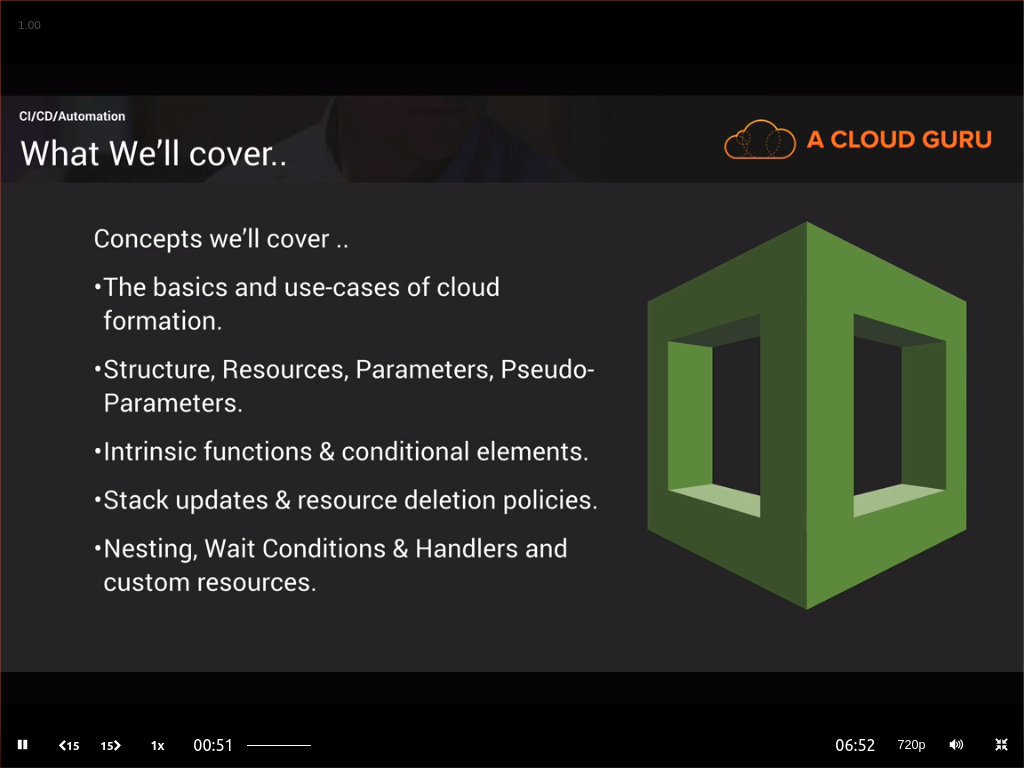 1.00
CI/CD/Automation
What We'll cover..
A CLOUD GURU
Concepts we'll cover ..
•The basics and use-cases of cloud
formation.
•Structure, Resources, Parameters, Pseudo-
Parameters.
•Intrinsic functions & conditional elements.
•Stack updates & resource deletion policies.
•Nesting, Wait Conditions & Handlers and
custom resources.
15 15 1x 00:51 06:52 720p